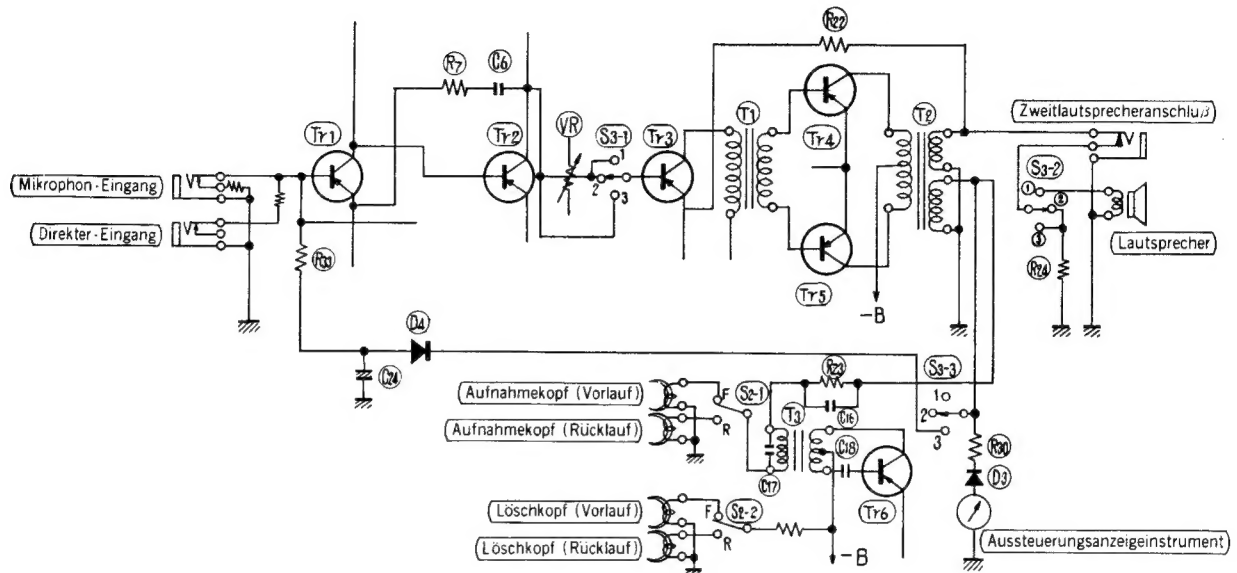 R22
R7
C6
T1
T2
Zweitlautsprecheranschluß
Tr1
Tr2
VR
S3-1
Tr3
Tr4
V
1
2
3
S3-2
Mikrophon-Eingang
V
①
②
③
Direkter-Eingang
V
Lautsprecher
R33
Tr5
R24
-B
D4
C24
R23
S3-3
Aufnahmekopf (Vorlauf)
F
S2-1
C16
1
2
3
T3
Aufnahmekopf (Rücklauf)
R
C18
R30
C17
D3
Löschkopf (Vorlauf)
F
S2-2
Tr6
Löschkopf (Rücklauf)
R
-B
Aussteuerungsanzeigeinstrument